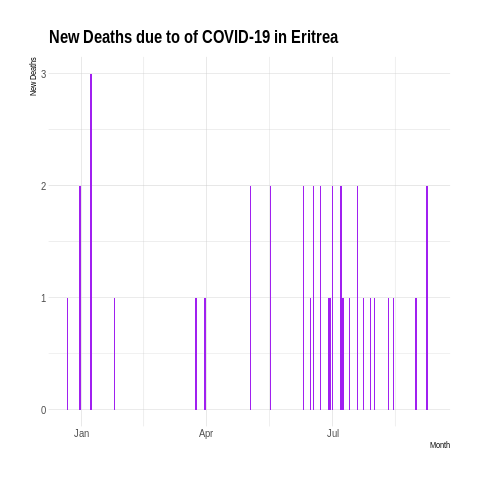 New Deaths due to of COVID-19 in Eritrea
New Deaths
3
2
1
0
Jan Apr Jul
Month